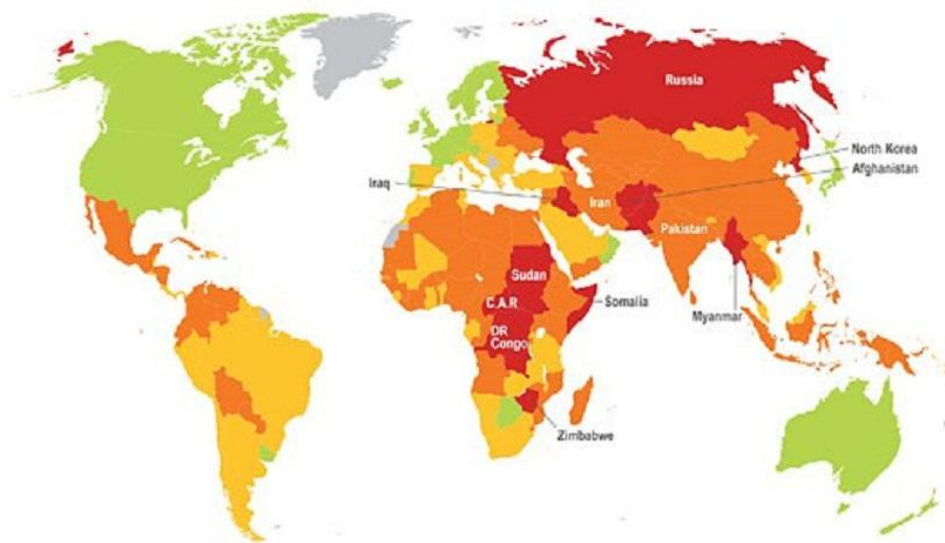 Russia
North Korea
Afghanistan
Iraq
Iran
Pakistan
Sudan
Somalia
C.A.R
Myanmar
DR
Congo
Zimbabwe